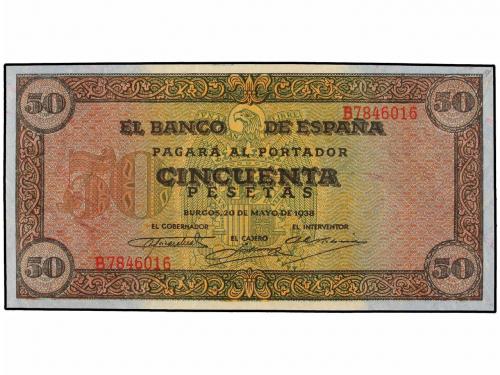 50 50
B7846016
EL BANCO DE ESPAÑA
PAGARÁ AL PORTADOR
50
CINCUENTA
PESETAS
BURGOS, 20 DE MAYO DE 1938
EL GOBERNADOR EL CAJERO EL INTERVENTOR
B7846016
50 50